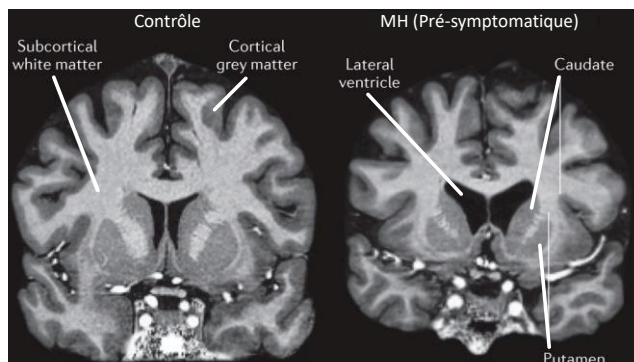 Contrôle
MH (Pré-symptomatique)
Subcortical
white matter
Cortical
grey matter
Lateral
ventricle
Caudate
Putamen